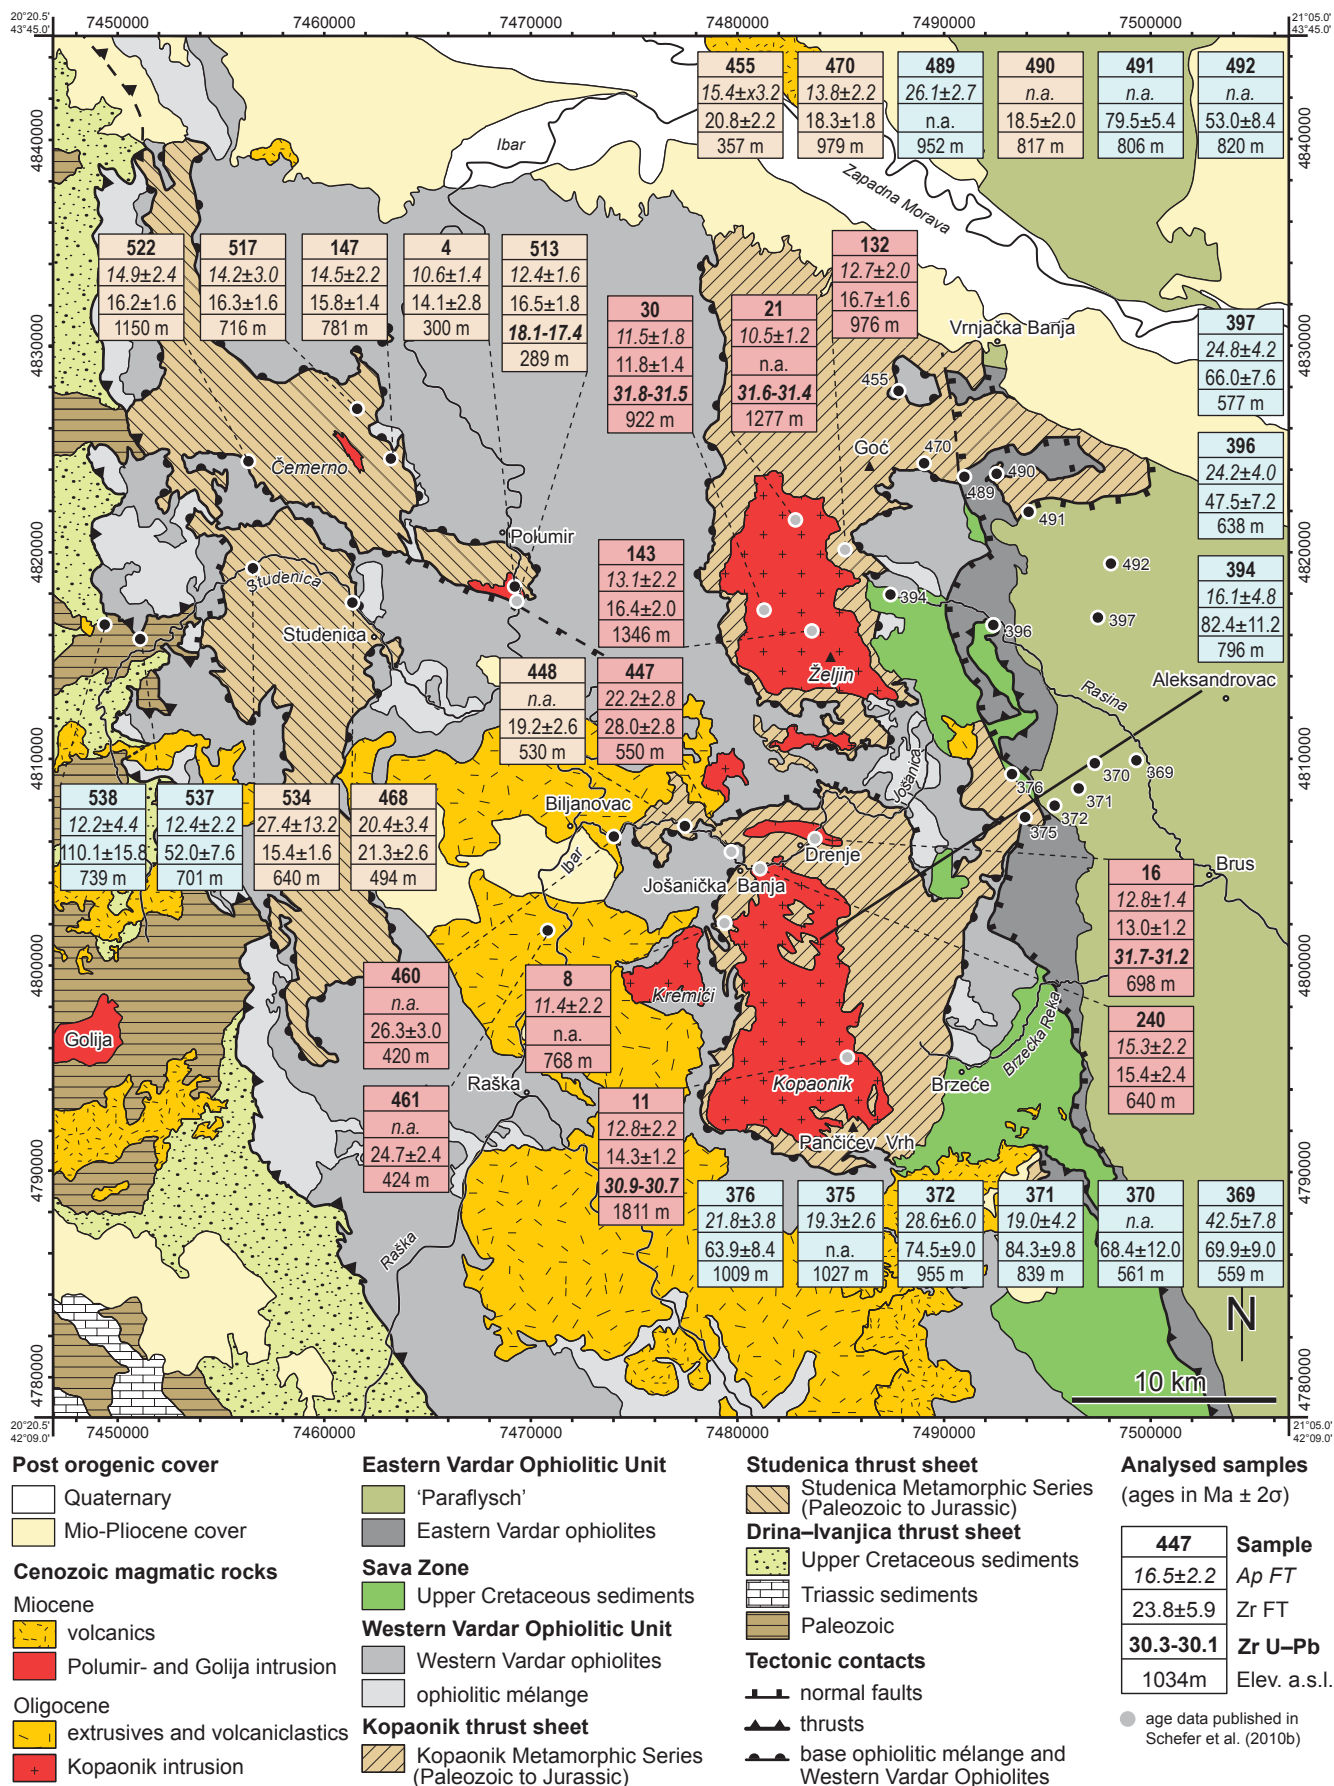 20°20.5'
43°45.0'
7450000
7460000
7470000
7480000
7490000
7500000
21°05.0'
43°45.0'
4840000
4830000
4820000
4810000
4800000
4790000
4780000
4840000
4830000
4820000
4810000
4800000
4790000
4780000
455
15.4±x3.2
20.8±2.2
357 m
470
13.8±2.2
18.3±1.8
979 m
489
26.1±2.7
n.a.
952 m
490
n.a.
18.5±2.0
817 m
491
n.a.
79.5±5.4
806 m
492
n.a.
53.0±8.4
820 m
Ibar
Zapadna Morava
522
14.9±2.4
16.2±1.6
1150 m
517
14.2±3.0
16.3±1.6
716 m
147
14.5±2.2
15.8±1.4
781 m
4
10.6±1.4
14.1±2.8
300 m
513
12.4±1.6
16.5±1.8
18.1-17.4
289 m
30
11.5±1.8
11.8±1.4
31.8-31.5
922 m
21
10.5±1.2
n.a.
31.6-31.4
1277 m
132
12.7±2.0
16.7±1.6
976 m
Vrnjačka Banja
397
24.8±4.2
66.0±7.6
577 m
455
Goč
470
489
490
491
396
24.2±4.0
47.5±7.2
638 m
Čemerno
Polumir
Studenica
Studenica
143
13.1±2.2
16.4±2.0
1346 m
492
394
397
396
394
16.1±4.8
82.4±11.2
796 m
Željin
Rasina
Aleksandrovac
448
n.a.
19.2±2.6
530 m
447
22.2±2.8
28.0±2.8
550 m
Jošanica
376
370
369
371
372
375
538
12.2±4.4
110.1±15.8
739 m
537
12.4±2.2
52.0±7.6
701 m
534
27.4±13.2
15.4±1.6
640 m
468
20.4±3.4
21.3±2.6
494 m
Biljanovac
Ibar
Drenje
Jošanička Banja
Brus
16
12.8±1.4
13.0±1.2
31.7-31.2
698 m
460
n.a.
26.3±3.0
420 m
8
11.4±2.2
n.a.
768 m
Kremići
Golija
240
15.3±2.2
15.4±2.4
640 m
Brzečka Reka
Brzeće
Kopaonik
Raška
461
n.a.
24.7±2.4
424 m
11
12.8±2.2
14.3±1.2
30.9-30.7
1811 m
Pančićev Vrh
Raška
376
21.8±3.8
63.9±8.4
1009 m
375
19.3±2.6
n.a.
1027 m
372
28.6±6.0
74.5±9.0
955 m
371
19.0±4.2
84.3±9.8
839 m
370
n.a.
68.4±12.0
561 m
369
42.5±7.8
69.9±9.0
559 m
N
10 km
20°20.5'
42°09.0'
7450000
7460000
7470000
7480000
7490000
7500000
21°05.0'
42°09.0'
Post orogenic cover
Quaternary
Mio-Pliocene cover
Cenozoic magmatic rocks
Miocene
volcanics
Polumir- and Golija intrusion
Oligocene
extrusives and volcaniclastics
Kopaonik intrusion
Eastern Vardar Ophiolitic Unit
‘Paraflysch’
Eastern Vardar ophiolites
Sava Zone
Upper Cretaceous sediments
Western Vardar Ophiolitic Unit
Western Vardar ophiolites
ophiolitic mélange
Kopaonik thrust sheet
Kopaonik Metamorphic Series
(Paleozoic to Jurassic)
Studenica thrust sheet
Studenica Metamorphic Series
(Paleozoic to Jurassic)
Drina–Ivanjica thrust sheet
Upper Cretaceous sediments
Triassic sediments
Paleozoic
Tectonic contacts
normal faults
thrusts
base ophiolitic mélange and
Western Vardar Ophiolites
Analysed samples
(ages in Ma ± 2σ)
447 Sample
16.5±2.2 Ap FT
23.8±5.9 Zr FT
30.3-30.1 Zr U–Pb
1034m Elev. a.s.l.
age data published in
Schefer et al. (2010b)